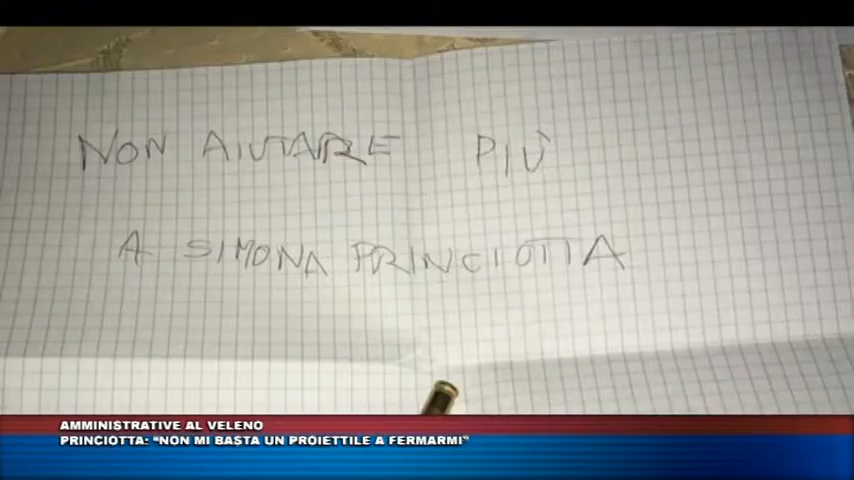 NON AIUTARE PIÙ
A SIMONA PRINCIOTTA
AMMINISTRATIVE AL VELENO
PRINCIOTTA: “NON MI BASTA UN PROIETTILE A FERMARMI”